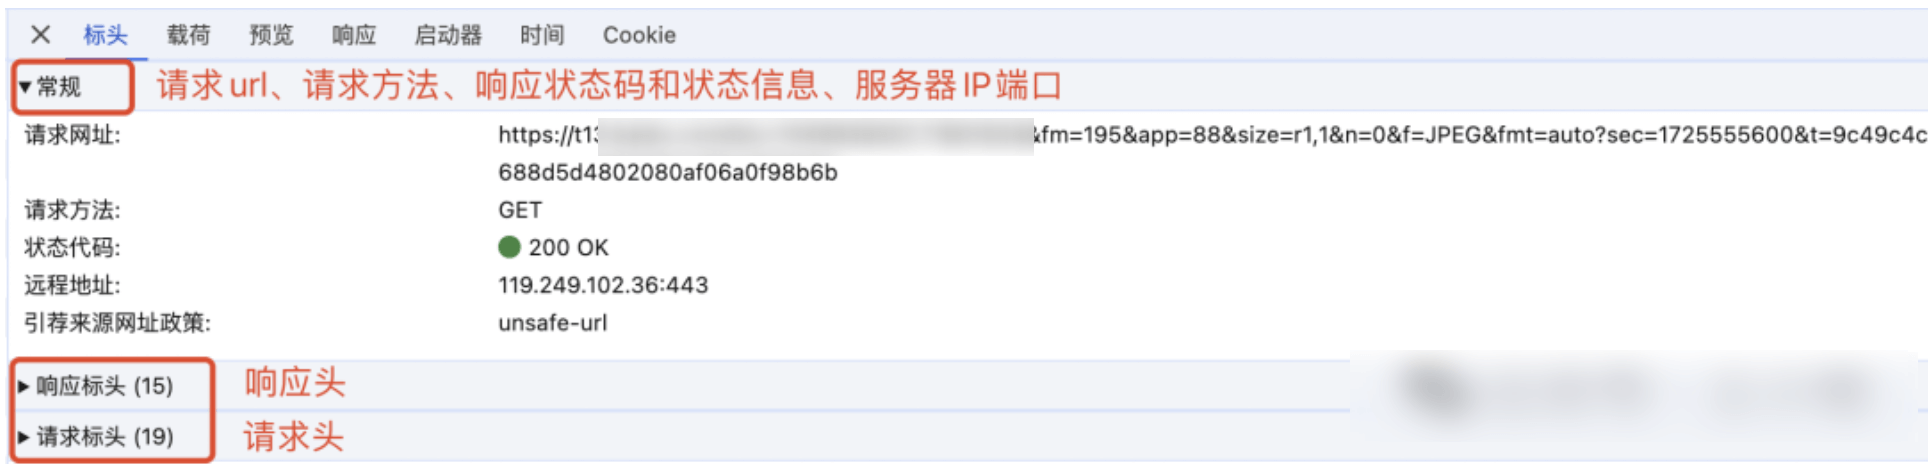 标头 载荷 预览 响应 启动器 时间 Cookie
▼常规 请求url、请求方法、响应状态码和状态信息、服务器IP端口
请求网址: https://t13 &fm=195&app=88&size=r1,1&n=0&f=JPEG&fmt=auto?sec=1725555600&t=9c49c4c
688d5d4802080af06a0f98b6b
请求方法: GET
状态代码: 200 OK
远程地址: 119.249.102.36:443
引荐来源网址政策: unsafe-url
▶响应标头 (15) 响应头
▶请求标头 (19) 请求头